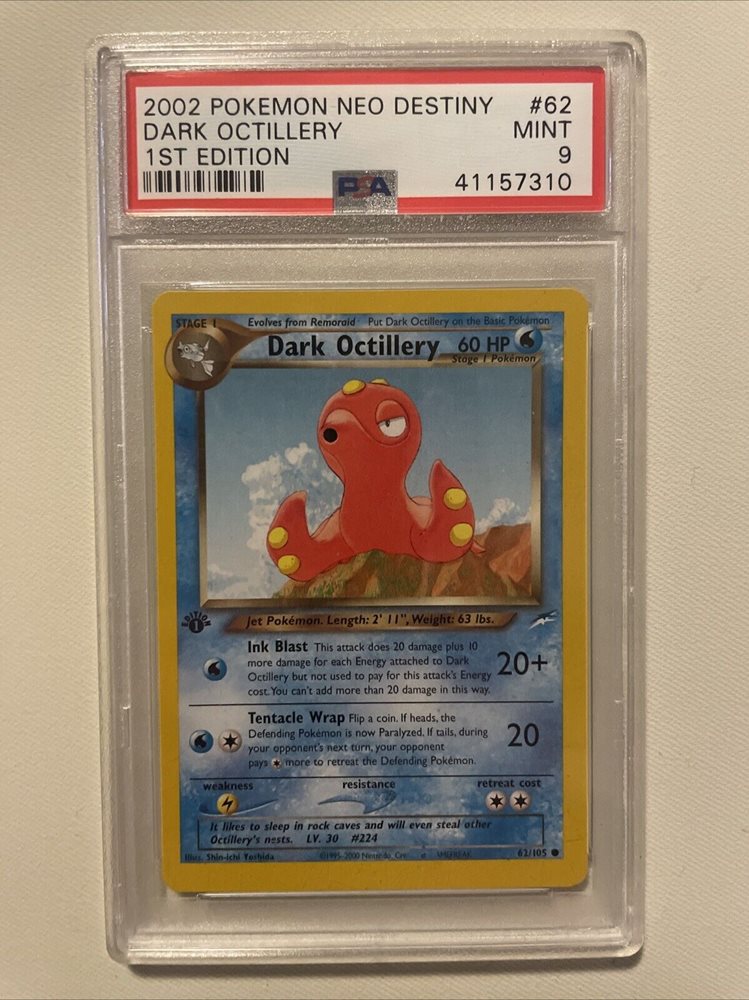 2002 POKEMON NEO DESTINY #62
DARK OCTILLERY MINT
1ST EDITION 9
PSA 41157310
STAGE 1 Evolves from Remoraid Put Dark Octillery on the Basic Pokémon
Dark Octillery 60 HP
Stage 1 Pokémon
EDITION 1
Jet Pokémon. Length: 2' 11", Weight: 63 lbs.
Ink Blast This attack does 20 damage plus 10
more damage for each Energy attached to Dark
Octillery but not used to pay for this attack's Energy
cost. You can't add more than 20 damage in this way.
20+
Tentacle Wrap Flip a coin. If heads, the
Defending Pokémon is now Paralyzed. If tails, during
your opponent's next turn, your opponent
pays more to retreat the Defending Pokémon.
20
weakness resistance retreat cost
It likes to sleep in rock caves and will even steal other
Octillery's nests. LV. 30 #224
Illus. Shin-ichi Yoshida ©1995-2000 Nintendo, 62/105